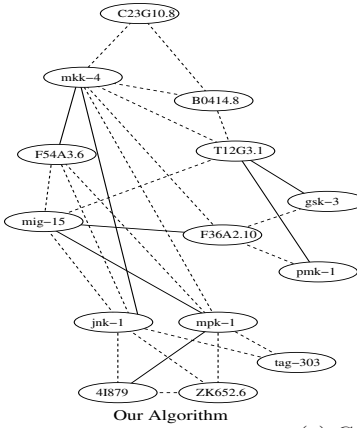 C23G10.8
mkk−4
B0414.8
F54A3.6
T12G3.1
gsk−3
mig−15
F36A2.10
pmk−1
jnk−1
mpk−1
tag−303
4I879
ZK652.6
Our Algorithm